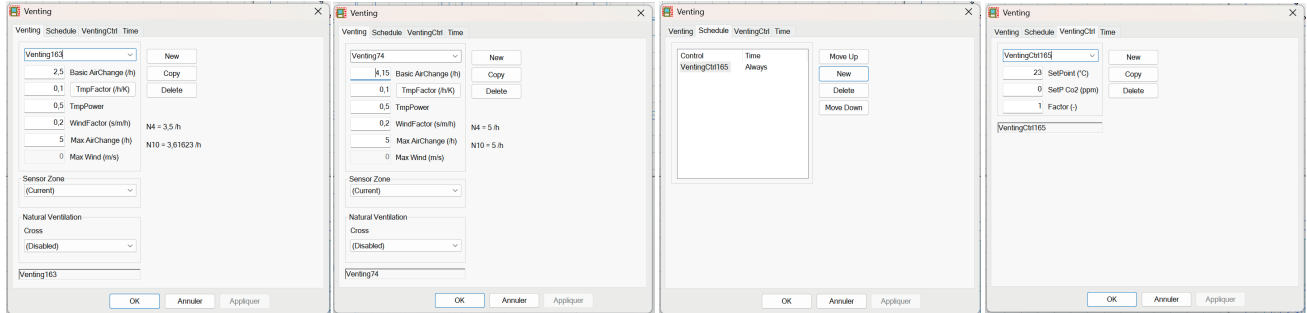 Venting
Venting Schedule VentingCtrl Time
Venting163
New
2,5 Basic AirChange (/h)
Copy
0,1 TmpFactor (/h/K)
Delete
0,5 TmpPower
0,2 WindFactor (s/m/h)
N4 = 3,5 /h
5 Max AirChange (/h)
N10 = 3,61623 /h
0 Max Wind (m/s)
Sensor Zone
(Current)
Natural Ventilation
Cross
(Disabled)
Venting163
OK Annuler Appliquer
Venting
Venting Schedule VentingCtrl Time
Venting74
New
4,15 Basic AirChange (/h)
Copy
0,1 TmpFactor (/h/K)
Delete
0,5 TmpPower
0,2 WindFactor (s/m/h)
N4 = 5 /h
5 Max AirChange (/h)
N10 = 5 /h
0 Max Wind (m/s)
Sensor Zone
(Current)
Natural Ventilation
Cross
(Disabled)
Venting74
OK Annuler Appliquer
Venting
Venting Schedule VentingCtrl Time
Control Time
VentingCtrl165 Always
Move Up
New
Delete
Move Down
OK Annuler Appliquer
Venting
Venting Schedule VentingCtrl Time
VentingCtrl165
New
23 SetPoint (°C)
Copy
0 SetP Co2 (ppm)
Delete
1 Factor (-)
VentingCtrl165
OK Annuler Appliquer